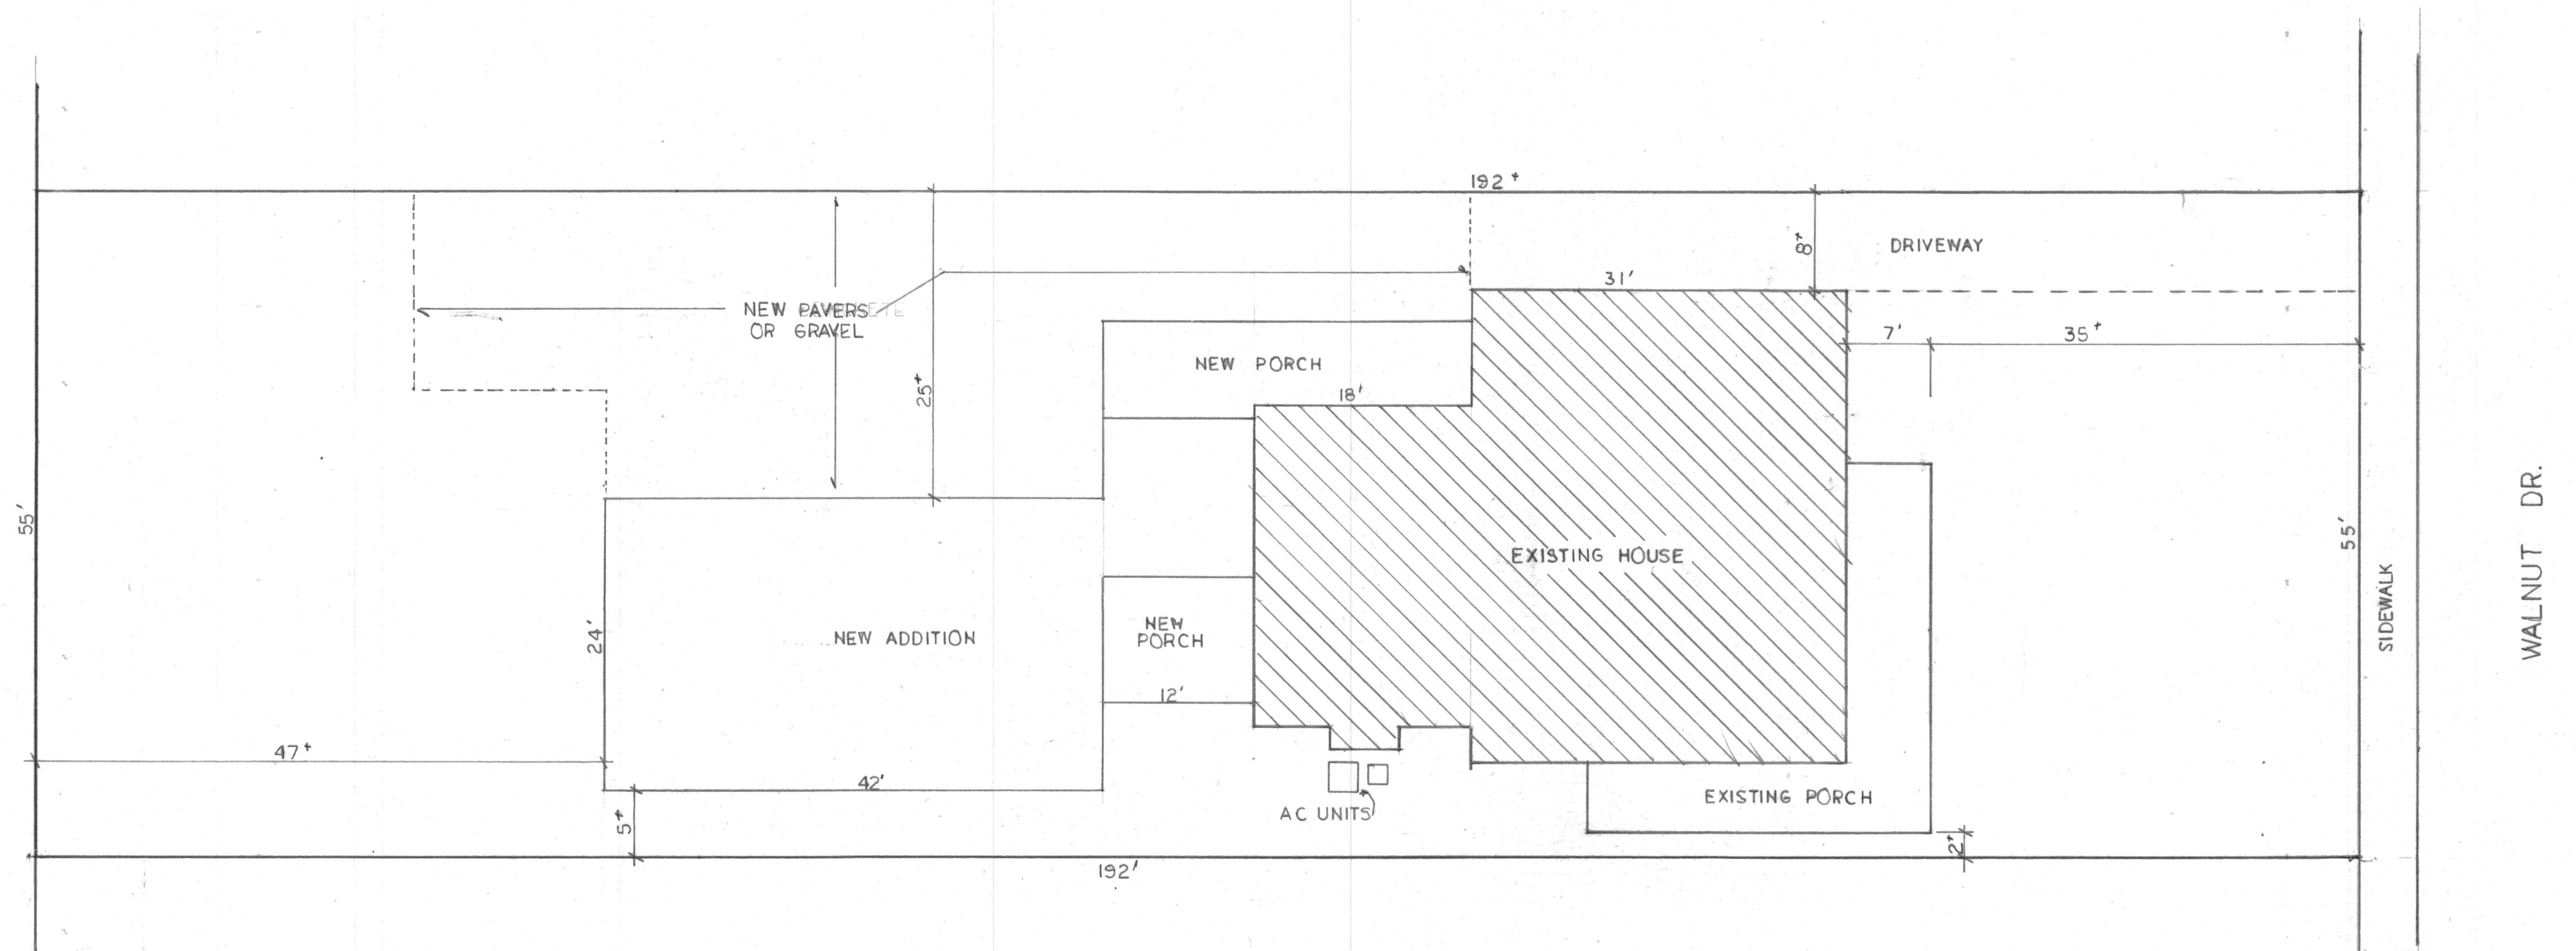 192⁺
8⁺
DRIVEWAY
31'
NEW PAVERS
OR GRAVEL
7'
35⁺
NEW PORCH
25⁺
18'
55'
55'
EXISTING HOUSE
WALNUT DR.
SIDEWALK
24'
NEW ADDITION
NEW
PORCH
12'
47⁺
42'
EXISTING PORCH
AC UNITS
5⁺
2⁺
192'